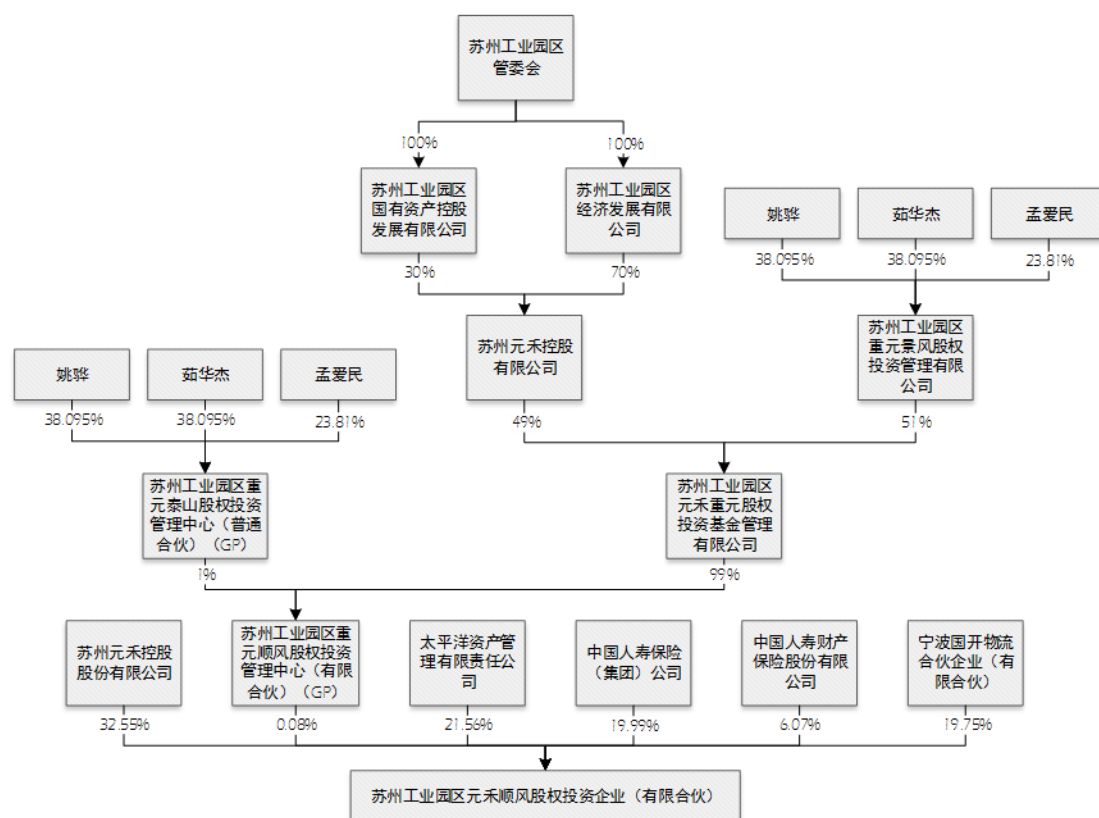 苏州工业园区
管委会
100%
100%
苏州工业园区
国有资产控股
发展有限公司
苏州工业园区
经济发展有限
公司
姚骅
茹华杰
孟爱民
30%
70%
38.095%
38.095%
23.81%
苏州元禾控股
有限公司
苏州工业园区
重元景风股权
投资管理有限
公司
姚骅
茹华杰
孟爱民
38.095%
38.095%
23.81%
49%
51%
苏州工业园区重
元泰山股权投资
管理中心（普通
合伙）（GP）
苏州工业园区
元禾重元股权
投资基金管理
有限公司
1%
99%
苏州元禾控股
股份有限公司
苏州工业园区重
元顺风股权投资
管理中心（有限
合伙）（GP）
太平洋资产管
理有限责任公
司
中国人寿保险
（集团）公司
中国人寿财产
保险股份有限
公司
宁波国开物流
合伙企业（有
限合伙）
32.55%
0.08%
21.56%
19.99%
6.07%
19.75%
苏州工业园区元禾顺风股权投资企业（有限合伙）